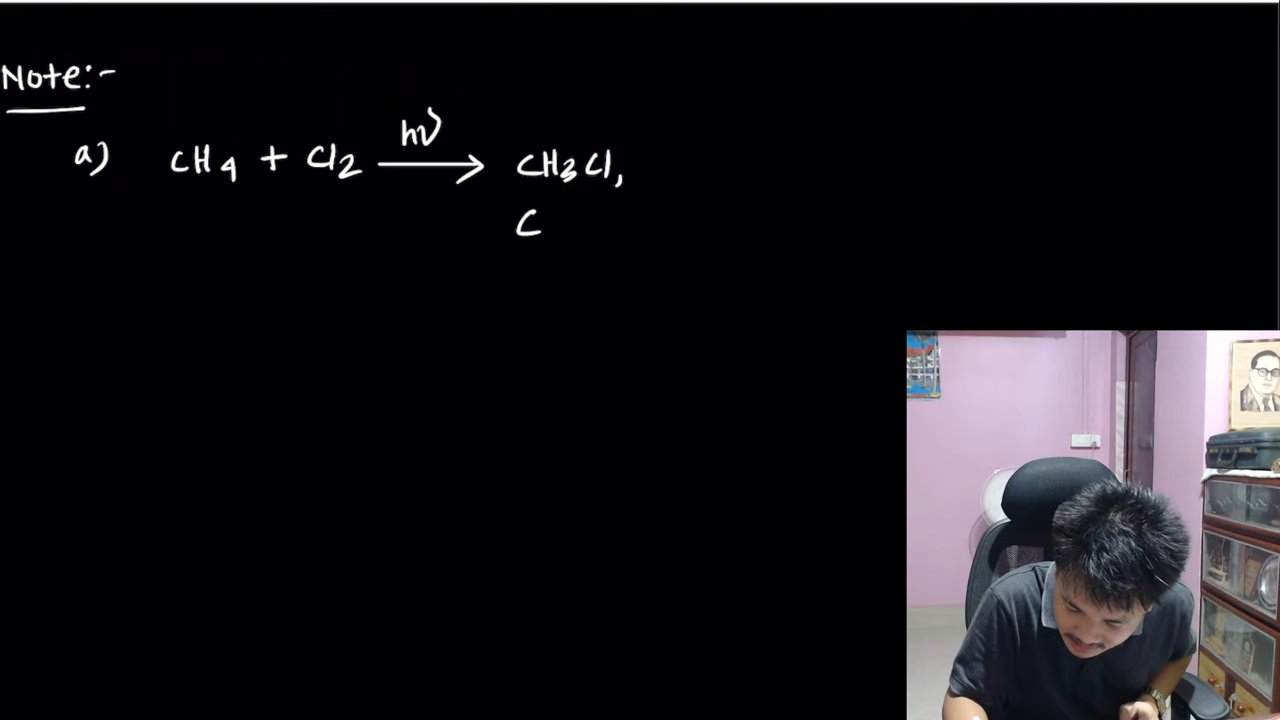 Note:-
a) CH4 + Cl2 hν → CH3Cl,
C